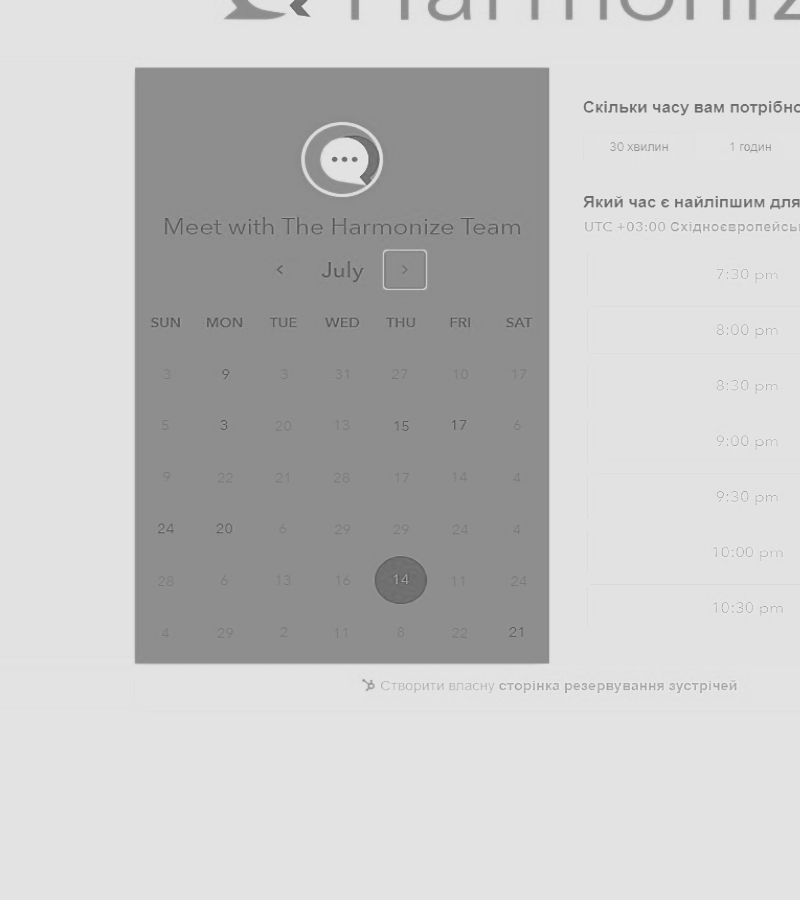 Harmoniz
Meet with The Harmonize Team
July
SUN MON TUE WED THU FRI SAT
3 9 3 31 27 10 17
5 3 20 13 15 17 6
9 22 21 28 17 14 4
24 20 6 29 29 24 4
28 6 13 16 14 11 24
4 29 2 11 8 22 21
Скільки часу вам потрібно
30 хвилин 1 годин
Який час є найліпшим для
UTC +03:00 Східноєвропейсь
7:30 pm
8:00 pm
8:30 pm
9:00 pm
9:30 pm
10:00 pm
10:30 pm
Створити власну сторінка резервування зустрічей